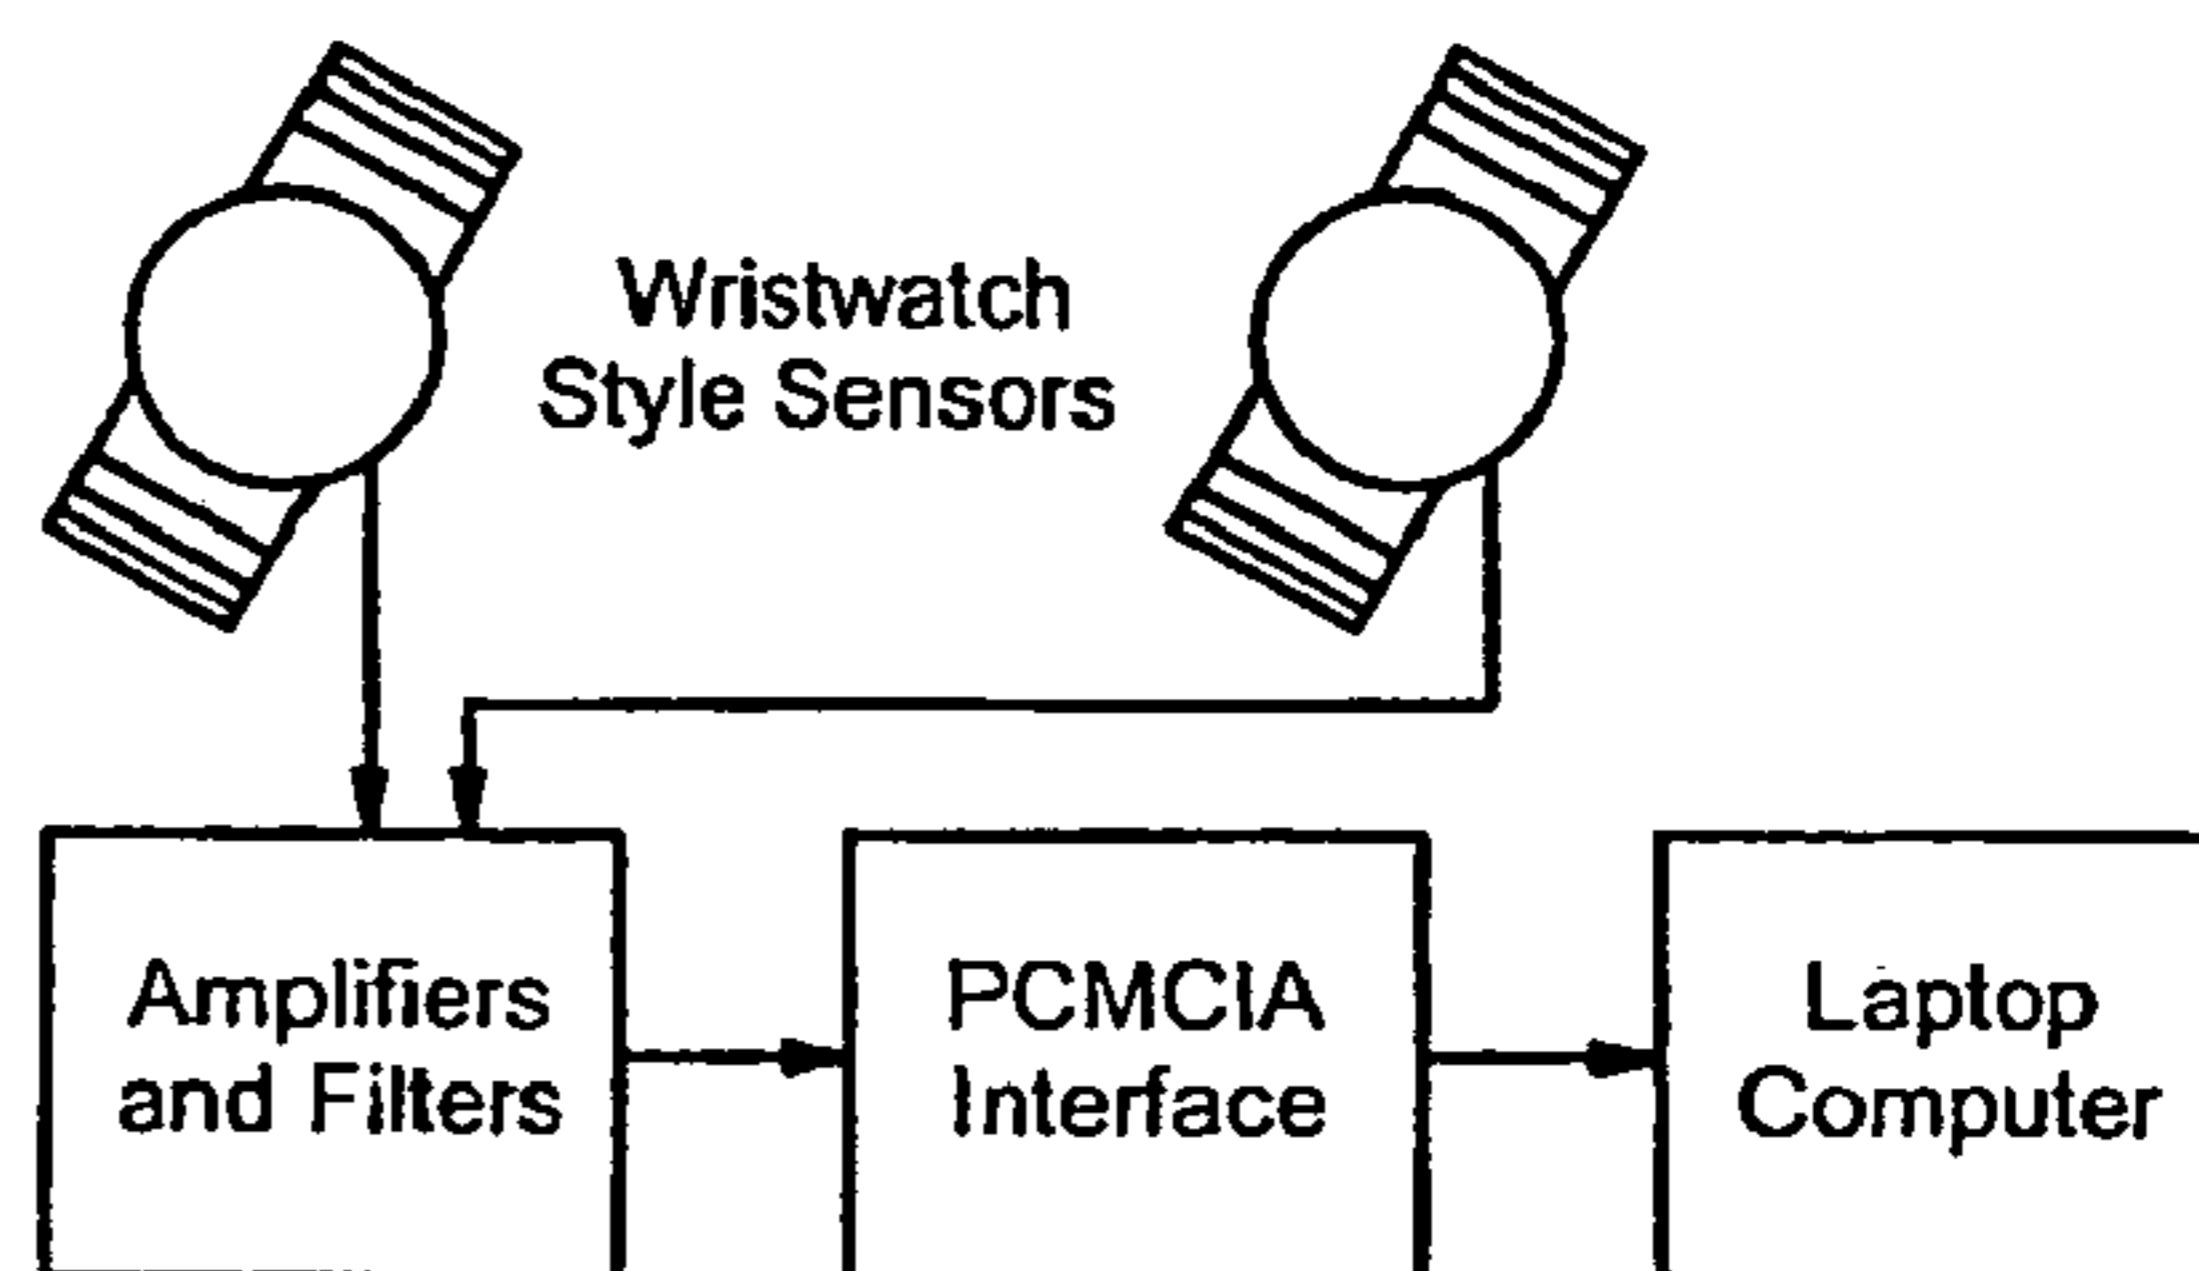 Wristwatch
Style Sensors
Amplifiers
and Filters
PCMCIA
Interface
Laptop
Computer